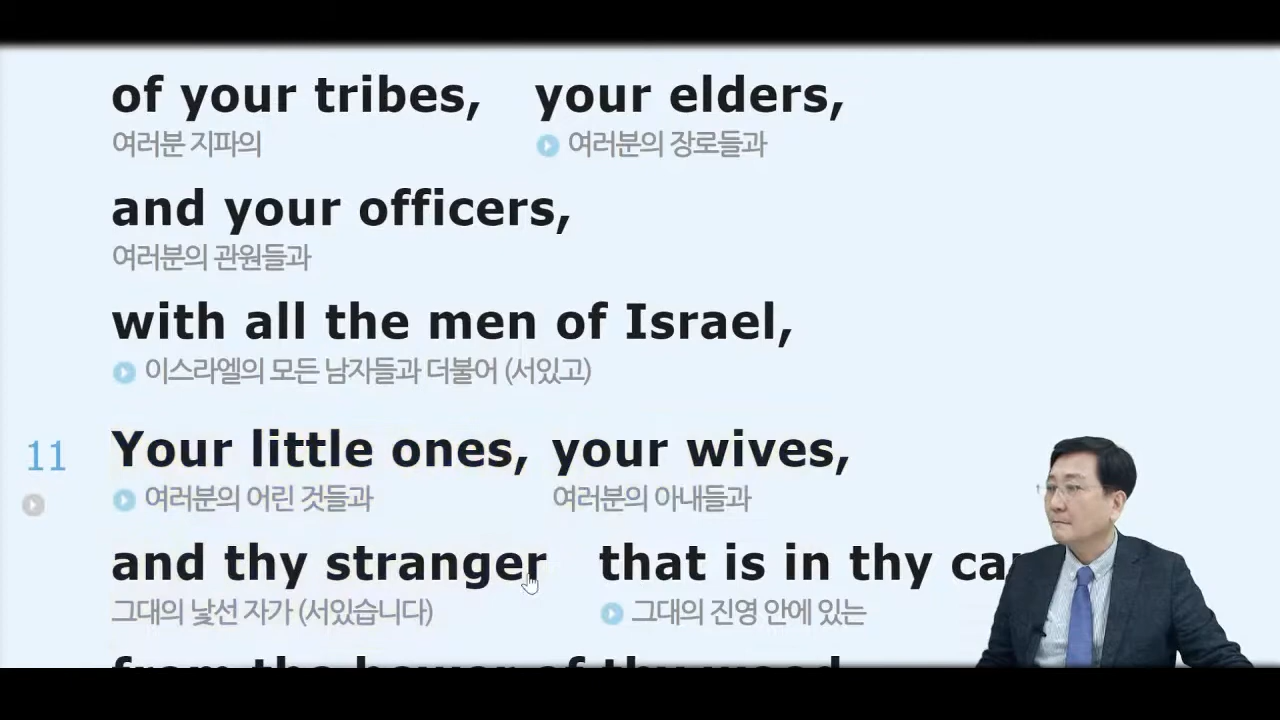 of your tribes, your elders,
여러분 지파의 여러분의 장로들과
and your officers,
여러분의 관원들과
with all the men of Israel,
이스라엘의 모든 남자들과 더불어 (서있고)
11 Your little ones, your wives,
여러분의 어린 것들과 여러분의 아내들과
and thy stranger that is in thy
그대의 낯선 자가 (서있습니다) 그대의 진영 안에 있는